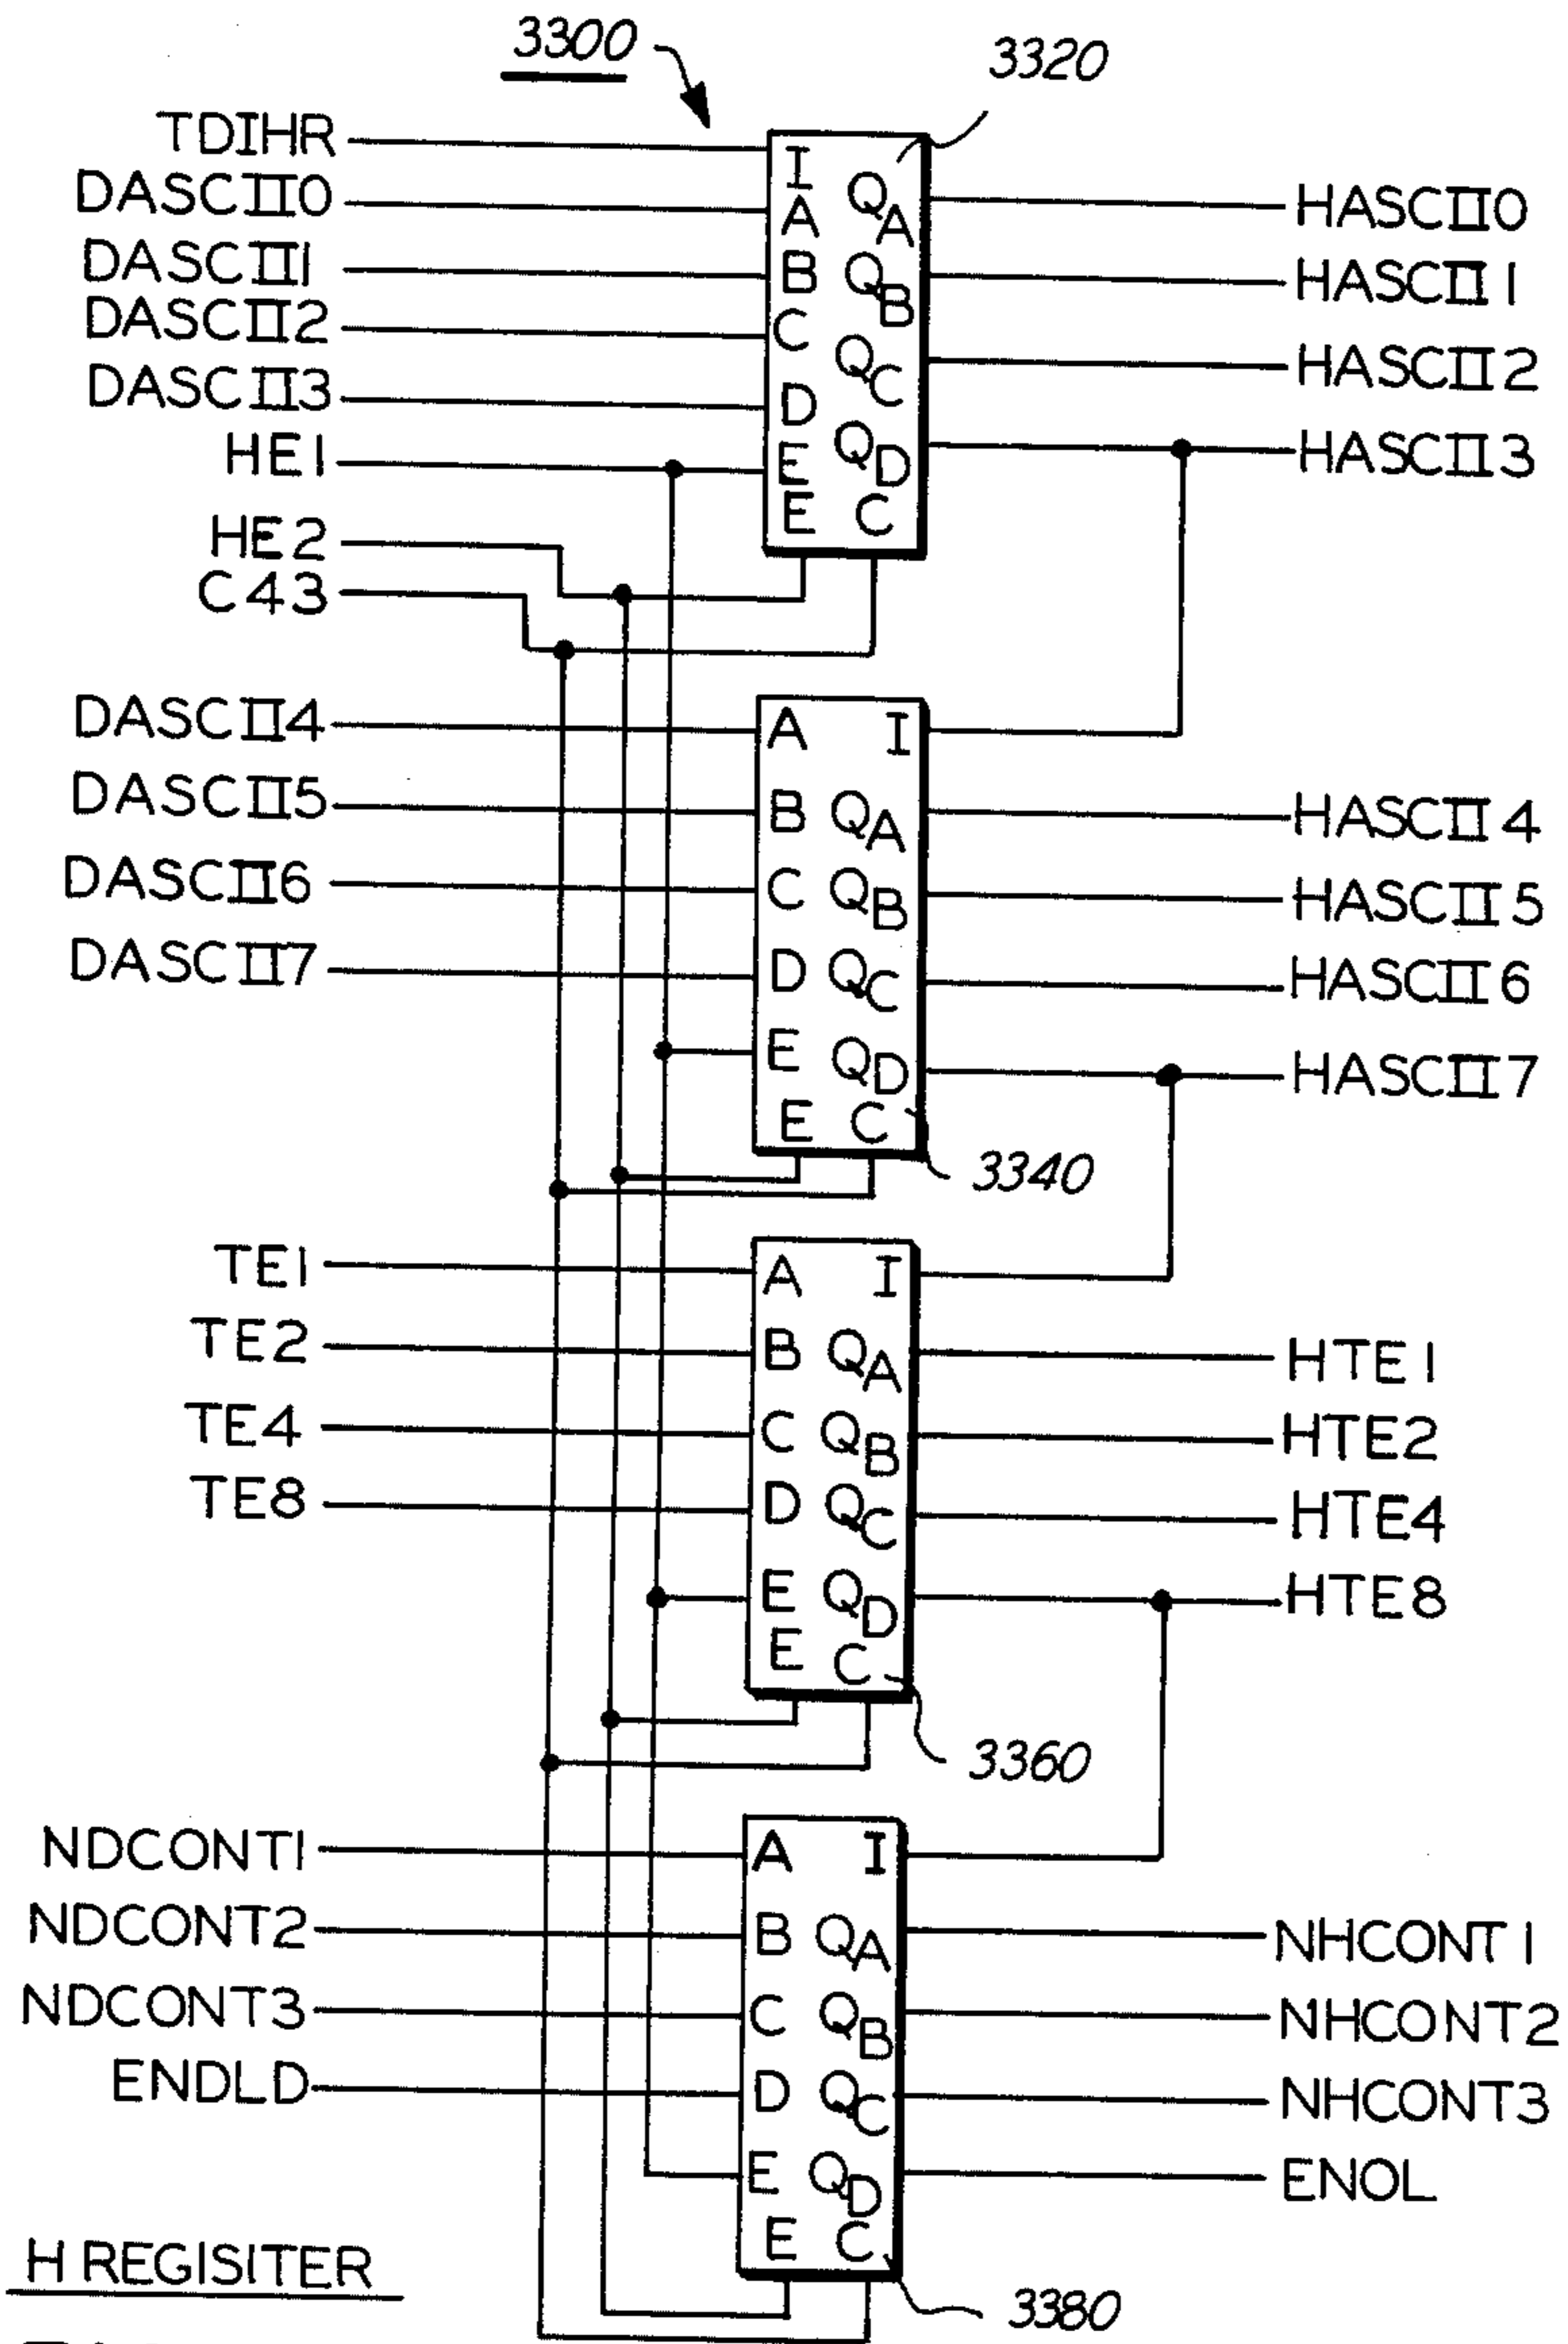 3300
3320
TDIHR
DASCII0
DASCII1
DASCII2
DASCII3
HE1
HE2
C43
I
A
B
C
D
E
E C
QA
QB
QC
QD
HASCII0
HASCII1
HASCII2
HASCII3
DASCII4
DASCII5
DASCII6
DASCII7
A I
B QA
C QB
D QC
E QD
E C
HASCII4
HASCII5
HASCII6
HASCII7
3340
TE1
TE2
TE4
TE8
A I
B QA
C QB
D QC
E QD
E C
HTE1
HTE2
HTE4
HTE8
3360
NDCONT1
NDCONT2
NDCONT3
ENDLD
A I
B QA
C QB
D QC
E QD
E C
NHCONT1
NHCONT2
NHCONT3
ENOL
3380
H REGISITER